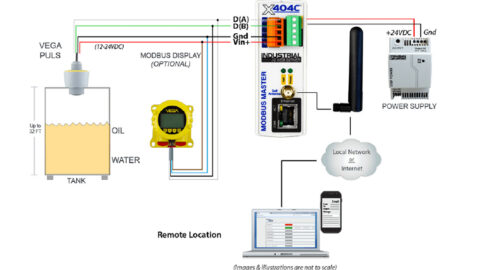 D(A)
D(B)
Gnd
Vin+
(12-24VDC)
VEGA
PULS
MODBUS DISPLAY
(OPTIONAL)
VEGA
X404C
INDUSTRIAL
MODBUS MASTER
+24VDC
Gnd
POWER SUPPLY
Up to
32 FT
OIL
WATER
TANK
Local Network
or
Internet
Remote Location
(Images & illustrations are not to scale)